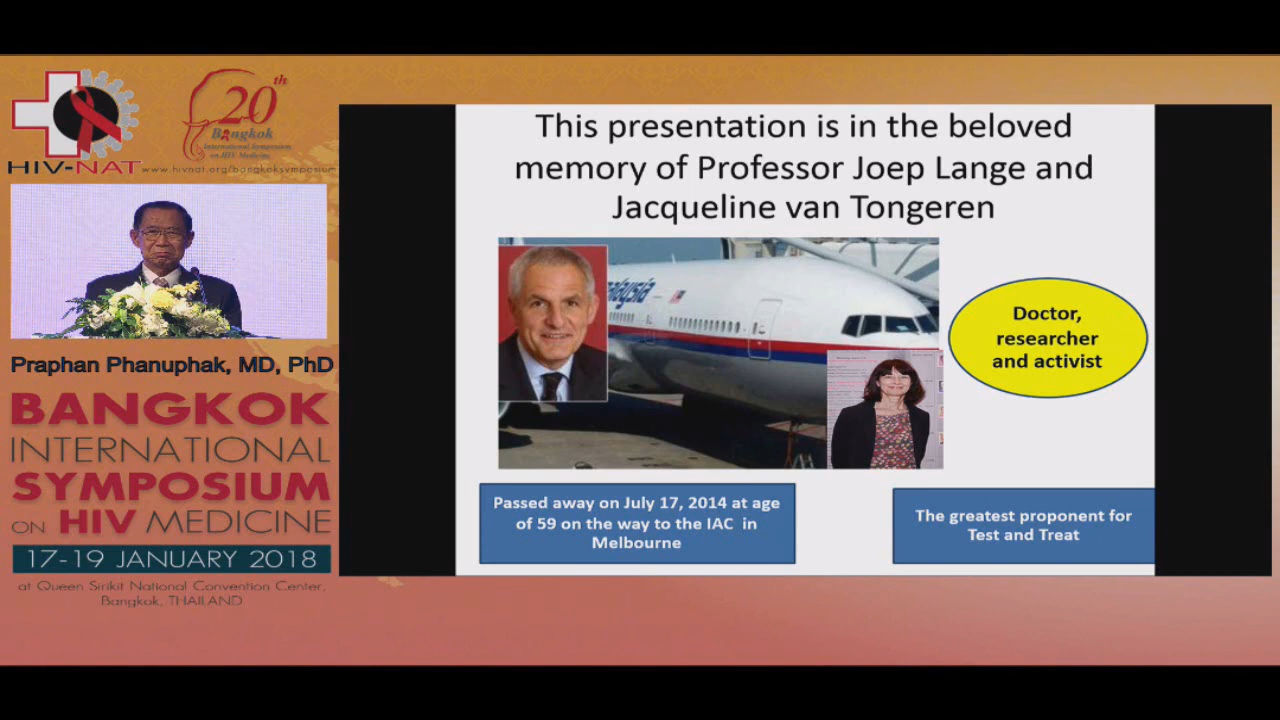 HIV-NAT
20th
Bangkok
International Symposium
on HIV Medicine
www.hivnat.org/bangkoksymposium
Praphan Phanuphak, MD, PhD
BANGKOK
INTERNATIONAL
SYMPOSIUM
ON HIV MEDICINE
17-19 JANUARY 2018
at Queen Sirikit National Convention Center,
Bangkok, THAILAND
This presentation is in the beloved
memory of Professor Joep Lange and
Jacqueline van Tongeren
malaysia
Doctor,
researcher
and activist
Passed away on July 17, 2014 at age
of 59 on the way to the IAC in
Melbourne
The greatest proponent for
Test and Treat